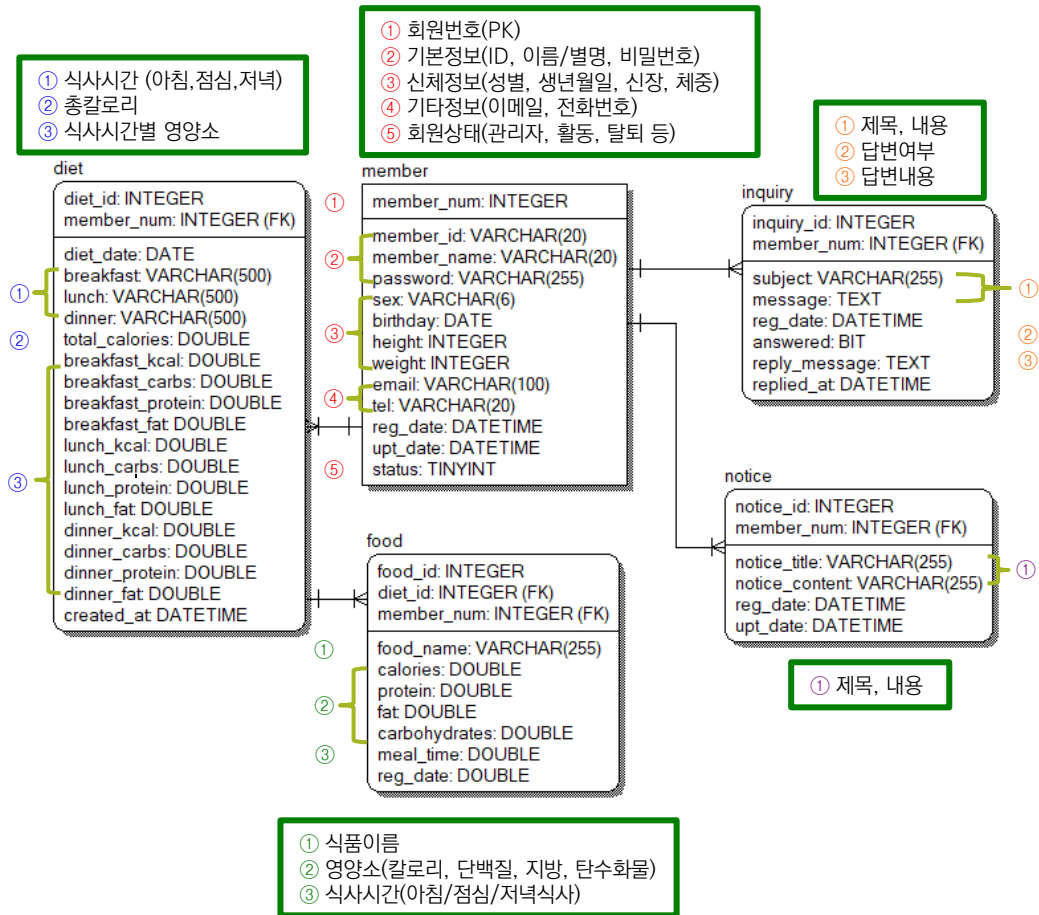 ① 회원번호(PK)
② 기본정보(ID, 이름/별명, 비밀번호)
③ 신체정보(성별, 생년월일, 신장, 체중)
④ 기타정보(이메일, 전화번호)
⑤ 회원상태(관리자, 활동, 탈퇴 등)
① 식사시간 (아침,점심,저녁)
② 총칼로리
③ 식사시간별 영양소
① 제목, 내용
② 답변여부
③ 답변내용
diet
diet_id: INTEGER
member_num: INTEGER (FK)
diet_date: DATE
breakfast: VARCHAR(500)
lunch: VARCHAR(500)
dinner: VARCHAR(500)
①
total_calories: DOUBLE
②
breakfast_kcal: DOUBLE
breakfast_carbs: DOUBLE
breakfast_protein: DOUBLE
breakfast_fat: DOUBLE
lunch_kcal: DOUBLE
lunch_carbs: DOUBLE
lunch_protein: DOUBLE
lunch_fat: DOUBLE
dinner_kcal: DOUBLE
dinner_carbs: DOUBLE
dinner_protein: DOUBLE
dinner_fat: DOUBLE
③
created_at: DATETIME
member
① member_num: INTEGER
member_id: VARCHAR(20)
② member_name: VARCHAR(20)
password: VARCHAR(255)
sex: VARCHAR(6)
birthday: DATE
③ height: INTEGER
weight: INTEGER
email: VARCHAR(100)
④ tel: VARCHAR(20)
reg_date: DATETIME
upt_date: DATETIME
⑤ status: TINYINT
inquiry
inquiry_id: INTEGER
member_num: INTEGER (FK)
subject: VARCHAR(255)
message: TEXT
①
reg_date: DATETIME
answered: BIT ②
reply_message: TEXT ③
replied_at: DATETIME
notice
notice_id: INTEGER
member_num: INTEGER (FK)
notice_title: VARCHAR(255)
notice_content: VARCHAR(255)
①
reg_date: DATETIME
upt_date: DATETIME
① 제목, 내용
food
food_id: INTEGER
diet_id: INTEGER (FK)
member_num: INTEGER (FK)
① food_name: VARCHAR(255)
calories: DOUBLE
protein: DOUBLE
② fat: DOUBLE
carbohydrates: DOUBLE
③ meal_time: DOUBLE
reg_date: DOUBLE
① 식품이름
② 영양소(칼로리, 단백질, 지방, 탄수화물)
③ 식사시간(아침/점심/저녁식사)